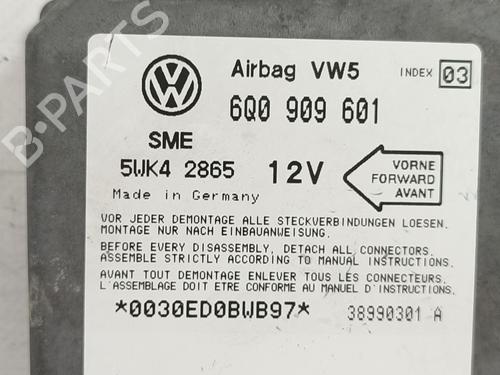 B-PARTS
VW
Airbag VW5 INDEX 03
6Q0 909 601
SME
5WK4 2865 12V
VORNE
FORWARD
AVANT
Made in Germany
VOR JEDER DEMONTAGE ALLE STECKVERBINDUNGEN LOESEN.
MONTAGE NUR NACH EINBAUANWEISUNG.
BEFORE EVERY DISASSEMBLY, DETACH ALL CONNECTORS.
ASSEMBLE STRICTLY ACCORDING TO MANUAL INSTRUCTIONS.
AVANT TOUT DEMONTAGE ENLEVER TOUS LES CONNECTEURS.
L'ASSEMBLAGE DOIT ETRE CONFORME AU MANUEL D'INSTRUCTIONS
*0030ED0BWB97* 38990301 A